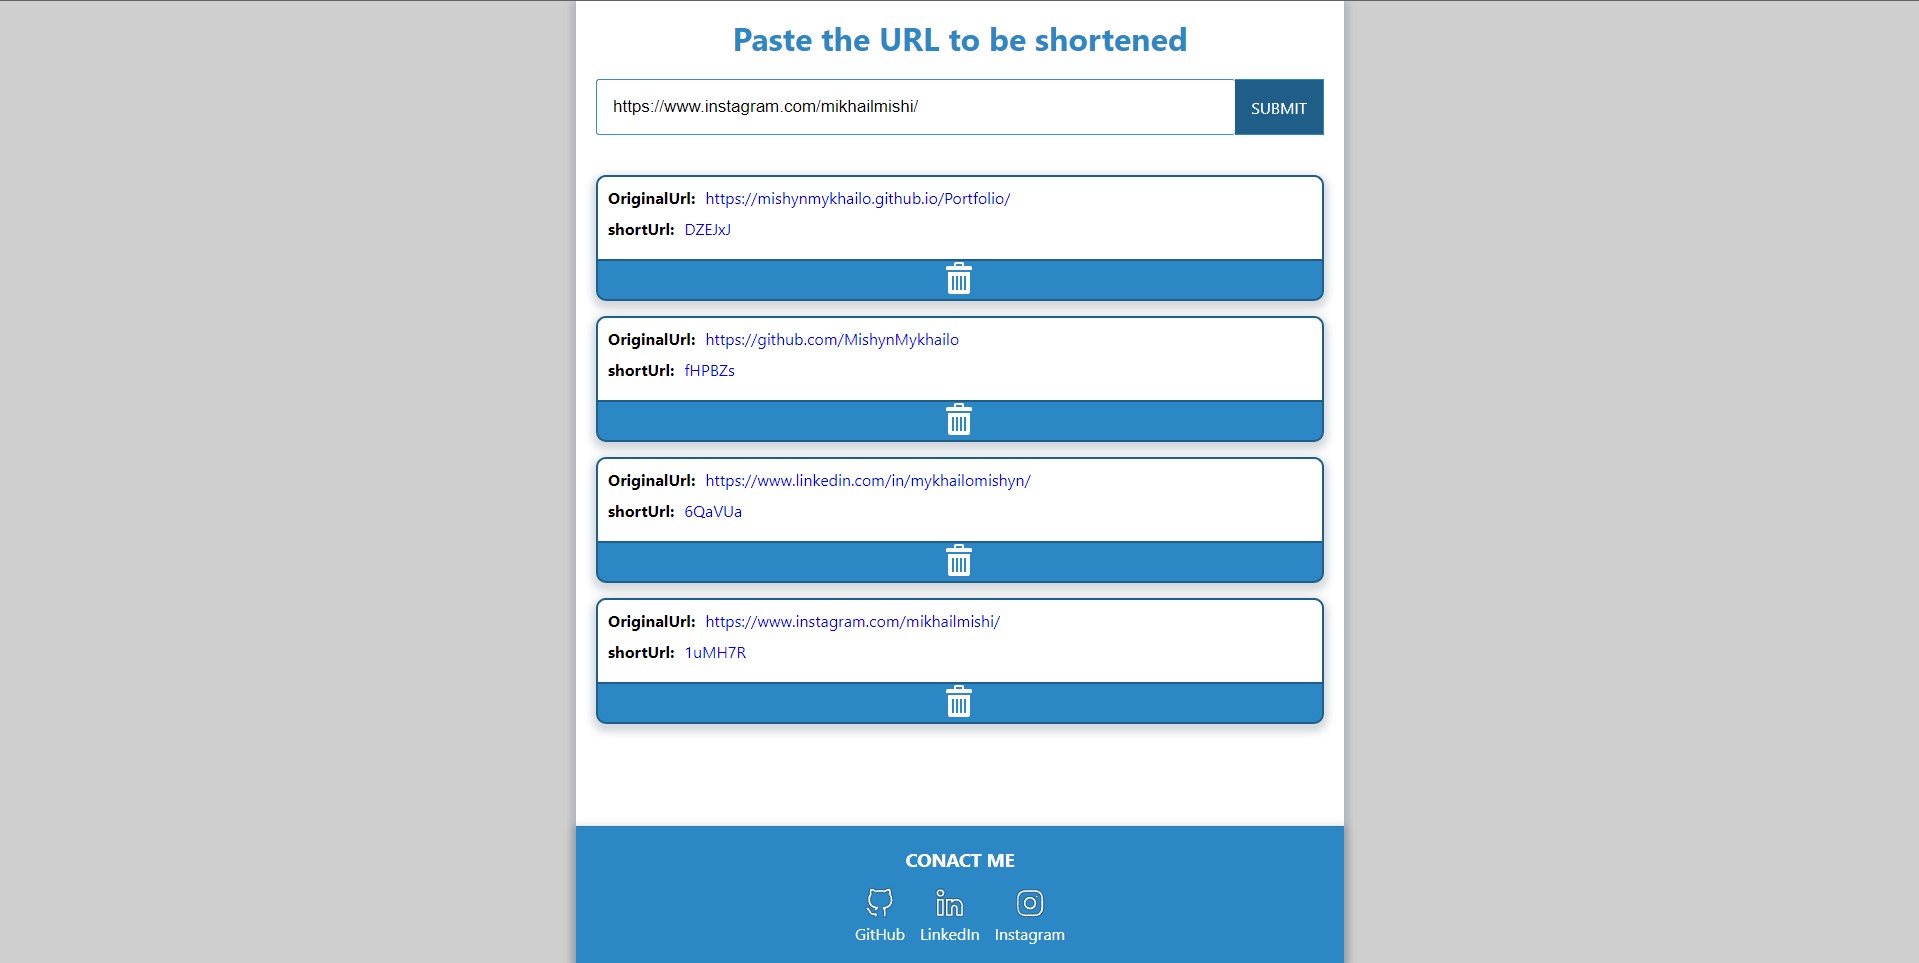 Paste the URL to be shortened
https://www.instagram.com/mikhailmishi/ SUBMIT
OriginalUrl: https://mishynmykhailo.github.io/Portfolio/
shortUrl: DZEJxJ
OriginalUrl: https://github.com/MishynMykhailo
shortUrl: fHPBZs
OriginalUrl: https://www.linkedin.com/in/mykhailomishyn/
shortUrl: 6QaVUa
OriginalUrl: https://www.instagram.com/mikhailmishi/
shortUrl: 1uMH7R
CONACT ME
GitHub LinkedIn Instagram